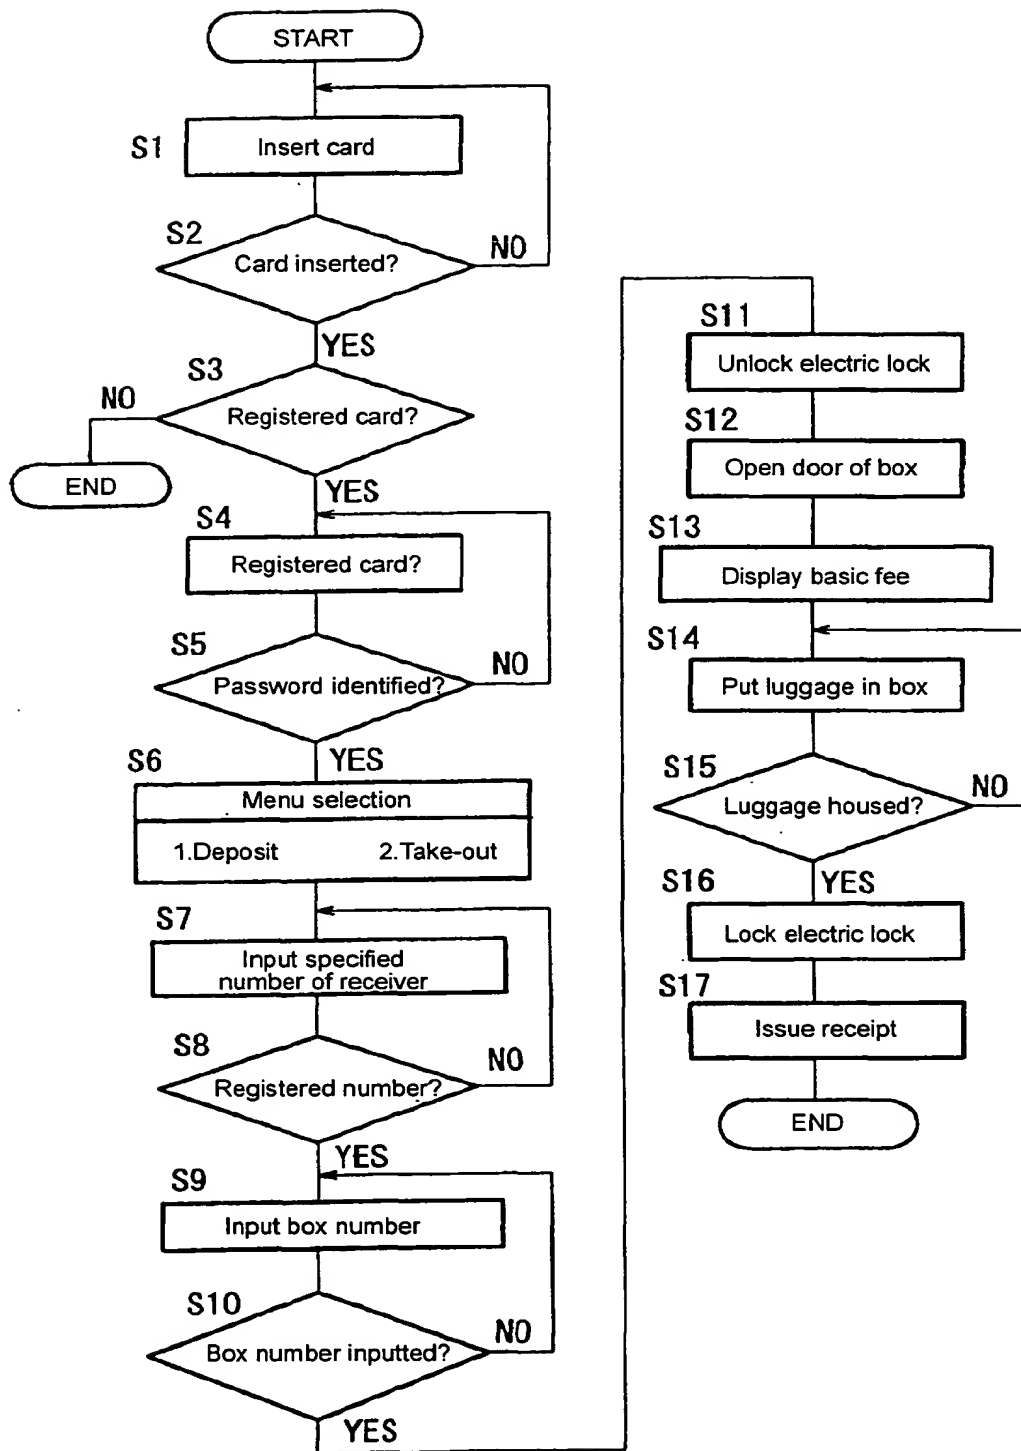 START
S1
Insert card
S2
Card inserted?
NO
YES
S3
NO
Registered card?
END
YES
S4
Registered card?
S5
Password identified?
NO
YES
S6
Menu selection
1.Deposit 2.Take-out
S7
Input specified
number of receiver
S8
Registered number?
NO
YES
S9
Input box number
S10
Box number inputted?
NO
YES
S11
Unlock electric lock
S12
Open door of box
S13
Display basic fee
S14
Put luggage in box
S15
Luggage housed?
NO
YES
S16
Lock electric lock
S17
Issue receipt
END